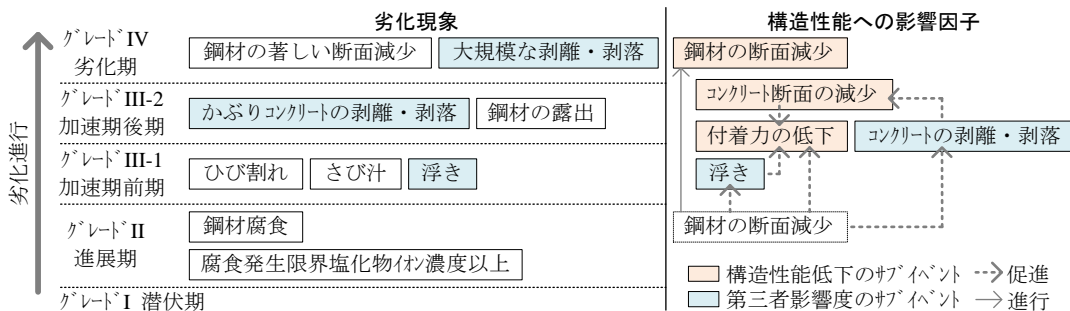 劣化現象
構造性能への影響因子
劣化進行
ｸﾞﾚｰﾄﾞIV
劣化期
鋼材の著しい断面減少
大規模な剥離・剥落
鋼材の断面減少
ｸﾞﾚｰﾄﾞIII-2
加速期後期
かぶりｺﾝｸﾘｰﾄの剥離・剥落
鋼材の露出
ｺﾝｸﾘｰﾄ断面の減少
付着力の低下
ｺﾝｸﾘｰﾄの剥離・剥落
ｸﾞﾚｰﾄﾞIII-1
加速期前期
ひび割れ
さび汁
浮き
浮き
ｸﾞﾚｰﾄﾞII
進展期
鋼材腐食
腐食発生限界塩化物ｲｵﾝ濃度以上
鋼材の断面減少
ｸﾞﾚｰﾄﾞI 潜伏期
構造性能低下のｻﾌﾞｲﾍﾞﾝﾄ
促進
第三者影響度のｻﾌﾞｲﾍﾞﾝﾄ
進行